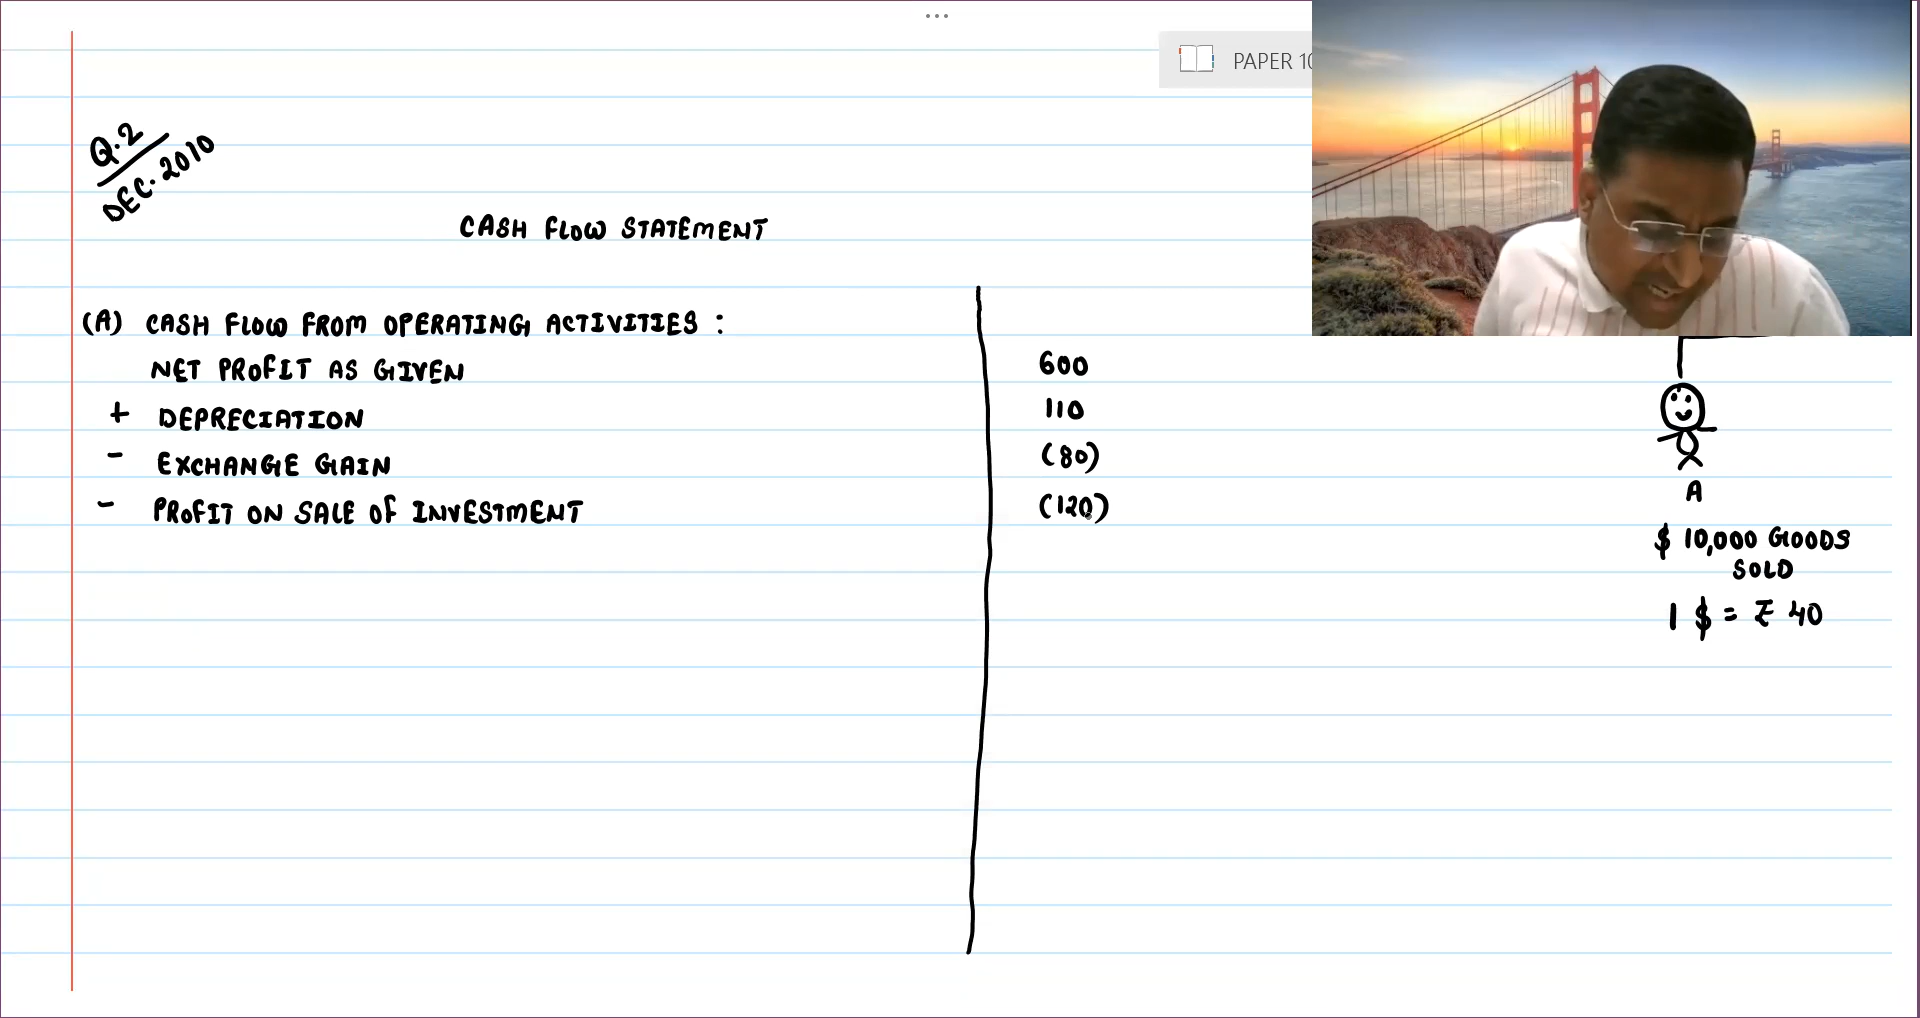 PAPER 10
Q.2
DEC. 2010
CASH FLOW STATEMENT
(A) CASH FLOW FROM OPERATING ACTIVITIES :
NET PROFIT AS GIVEN 600
+ DEPRECIATION 110
- EXCHANGE GAIN (80)
- PROFIT ON SALE OF INVESTMENT (120)
A
$ 10,000 GOODS
SOLD
1 $ = ₹ 40